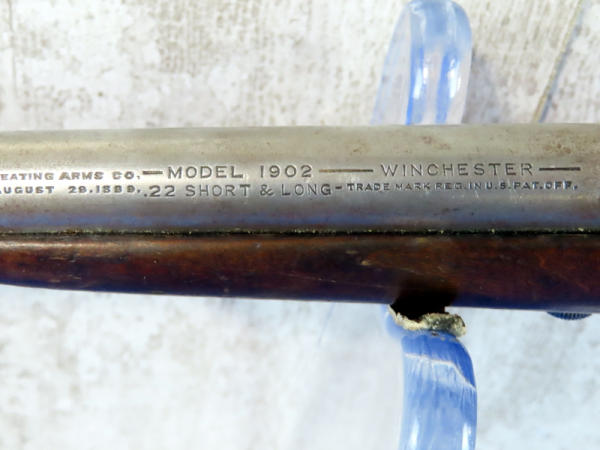 EATING ARMS CO. — MODEL 1902 — WINCHESTER —
AUGUST 29.1899. .22 SHORT & LONG - TRADE MARK REG. IN U.S. PAT. OFF.